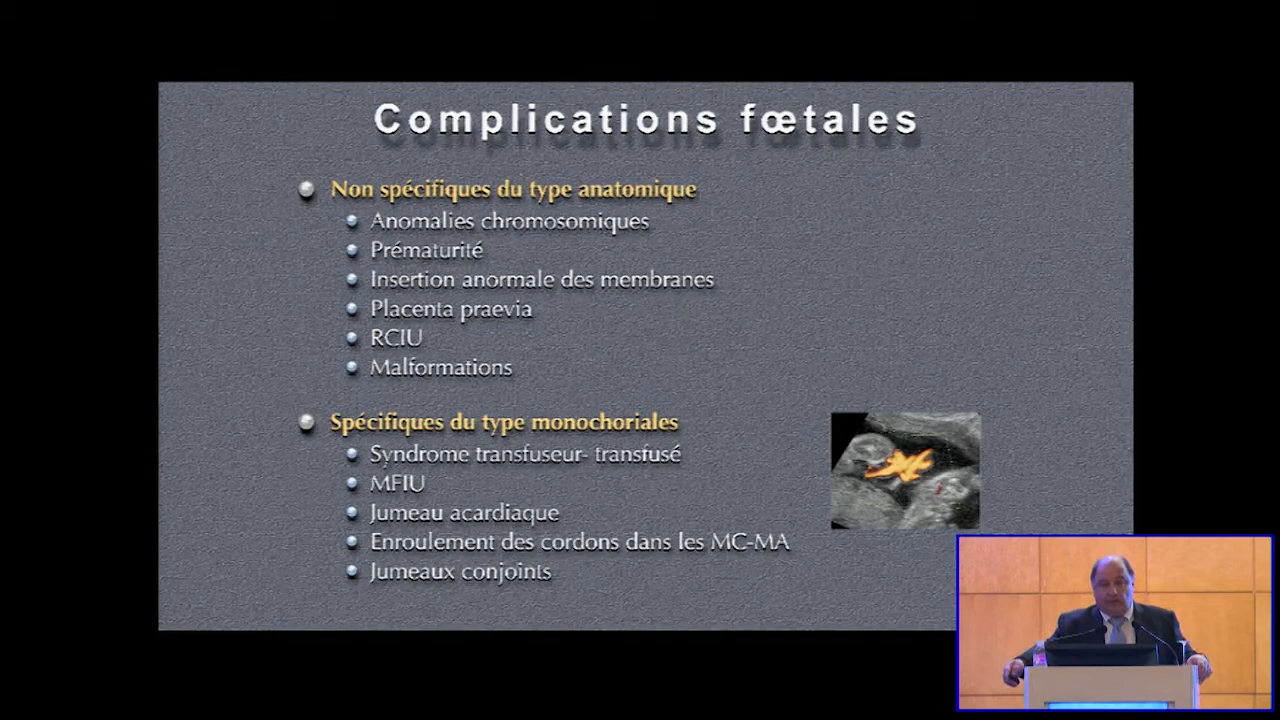 Complications fœtales
Non spécifiques du type anatomique
Anomalies chromosomiques
Prématurité
Insertion anormale des membranes
Placenta praevia
RCIU
Malformations
Spécifiques du type monochoriales
Syndrome transfuseur- transfusé
MFIU
Jumeau acardiaque
Enroulement des cordons dans les MC-MA
Jumeaux conjoints